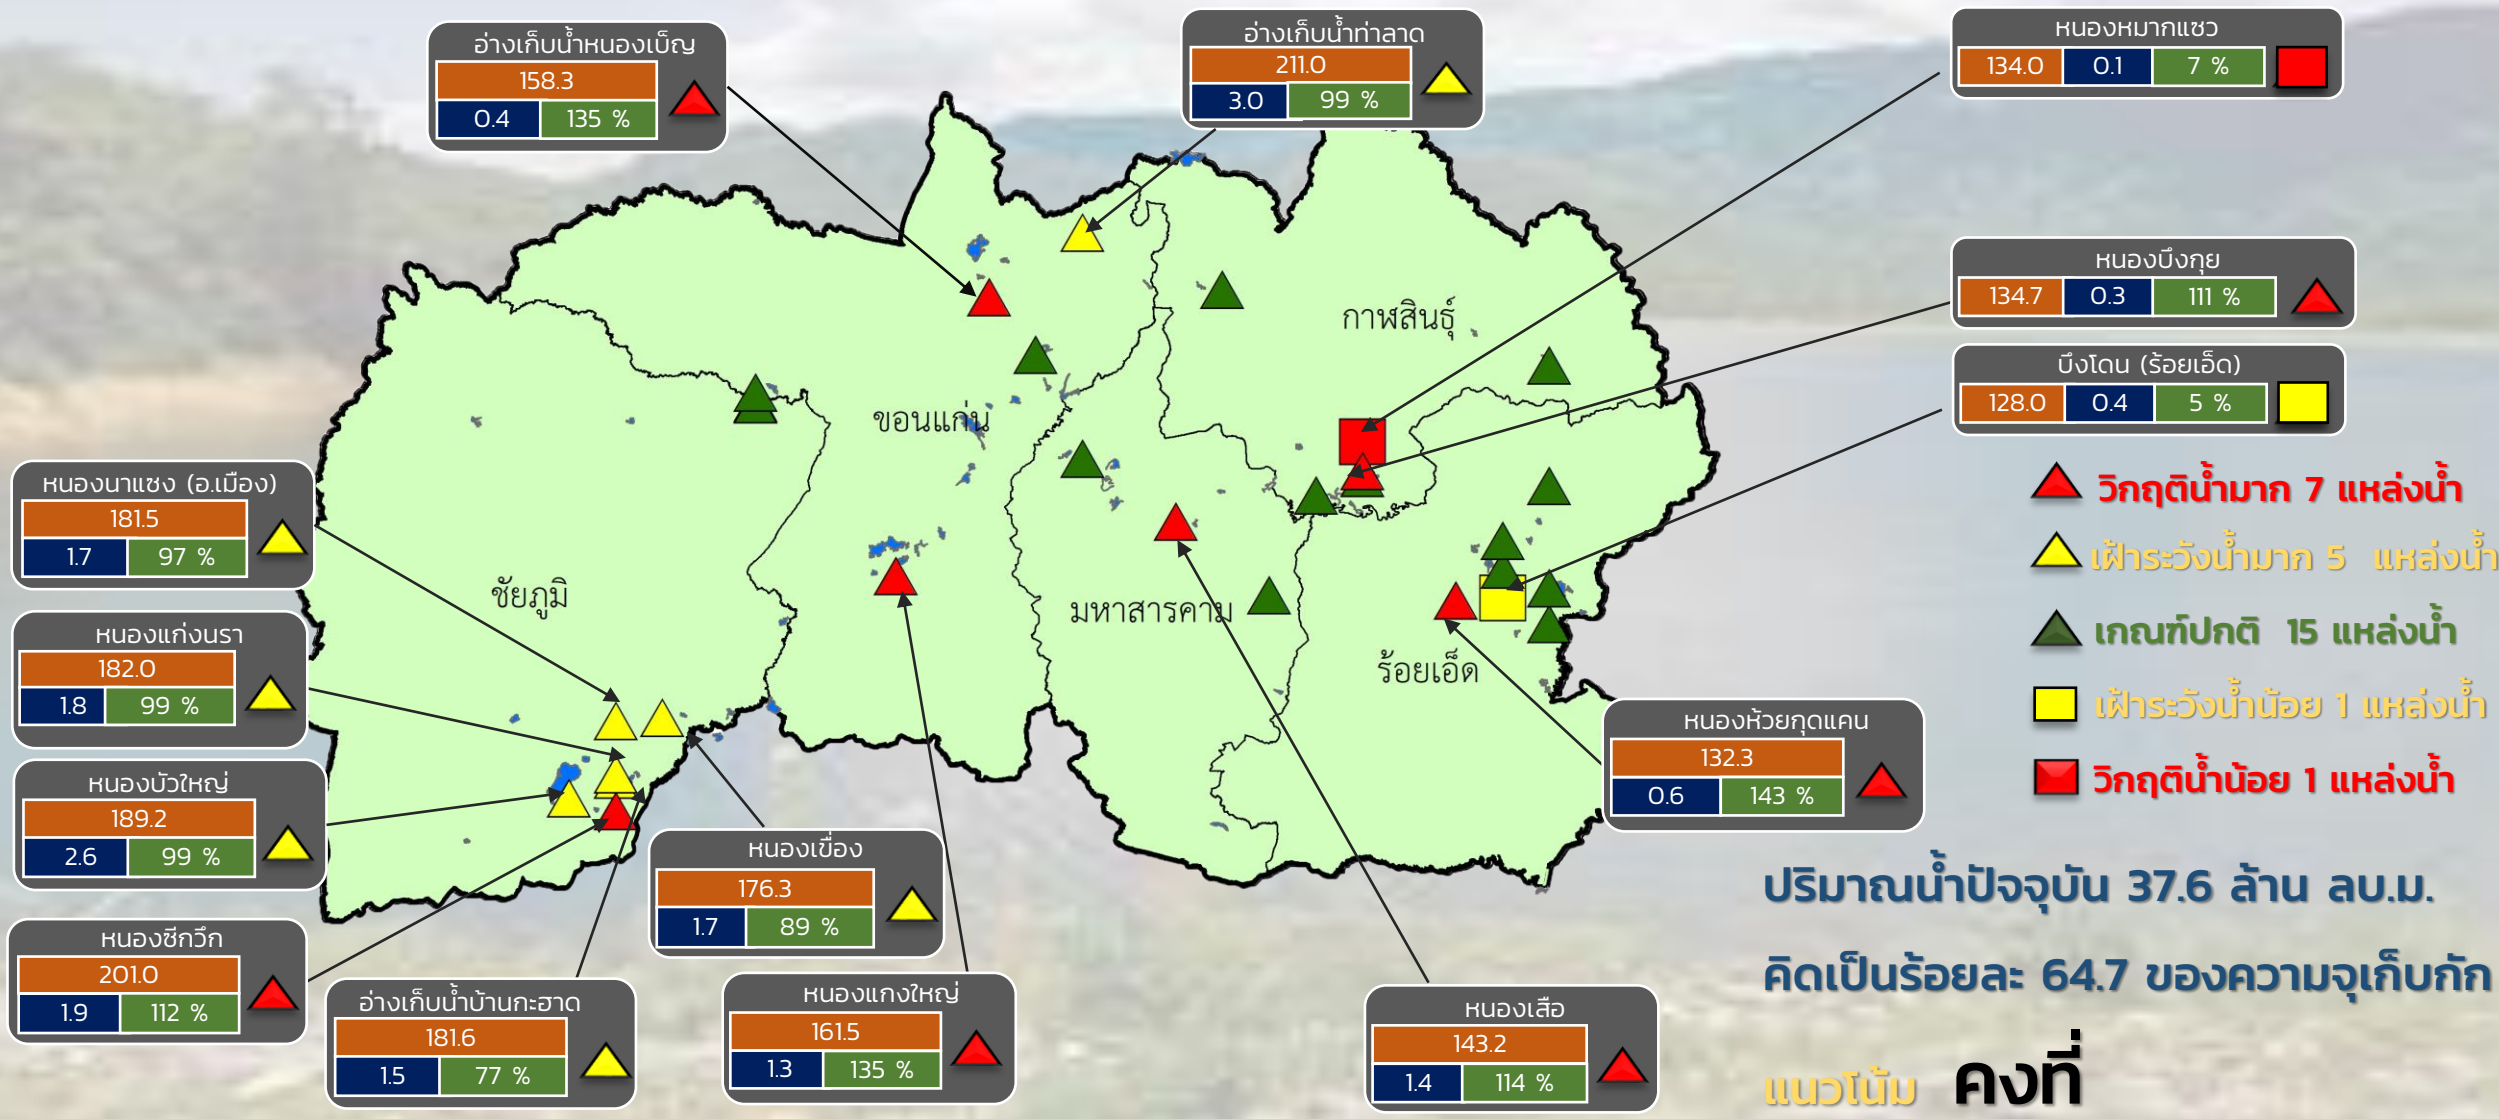 อ่างเก็บน้ำหนองเบ็ญ
158.3
0.4 135 %
อ่างเก็บน้ำท่าลาด
211.0
3.0 99 %
หนองหมากแซว
134.0 0.1 7 %
หนองบึงกุย
134.7 0.3 111 %
บึงโดน (ร้อยเอ็ด)
128.0 0.4 5 %
กาฬสินธุ์
ขอนแก่น
ชัยภูมิ
มหาสารคาม
ร้อยเอ็ด
หนองนาแซง (อ.เมือง)
181.5
1.7 97 %
หนองแก่งนรา
182.0
1.8 99 %
หนองบัวใหญ่
189.2
2.6 99 %
หนองซีกวึก
201.0
1.9 112 %
อ่างเก็บน้ำบ้านกะฮาด
181.6
1.5 77 %
หนองเขื่อง
176.3
1.7 89 %
หนองแกงใหญ่
161.5
1.3 135 %
หนองเสือ
143.2
1.4 114 %
หนองห้วยกุดแคน
132.3
0.6 143 %
วิกฤติน้ำมาก 7 แหล่งน้ำ
เฝ้าระวังน้ำมาก 5 แหล่งน้ำ
เกณฑ์ปกติ 15 แหล่งน้ำ
เฝ้าระวังน้ำน้อย 1 แหล่งน้ำ
วิกฤติน้ำน้อย 1 แหล่งน้ำ
ปริมาณน้ำปัจจุบัน 37.6 ล้าน ลบ.ม.
คิดเป็นร้อยละ 64.7 ของความจุเก็บกัก
แนวโน้ม คงที่